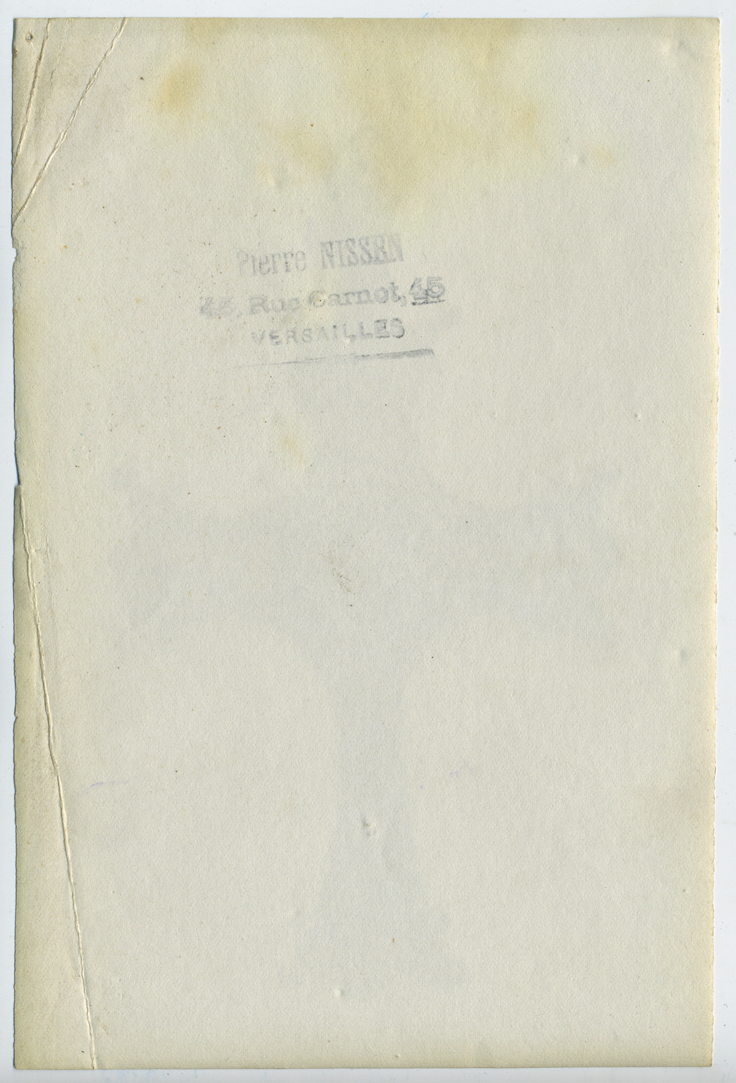 Pierre NISSEN
45, Rue Carnot, 45
VERSAILLES